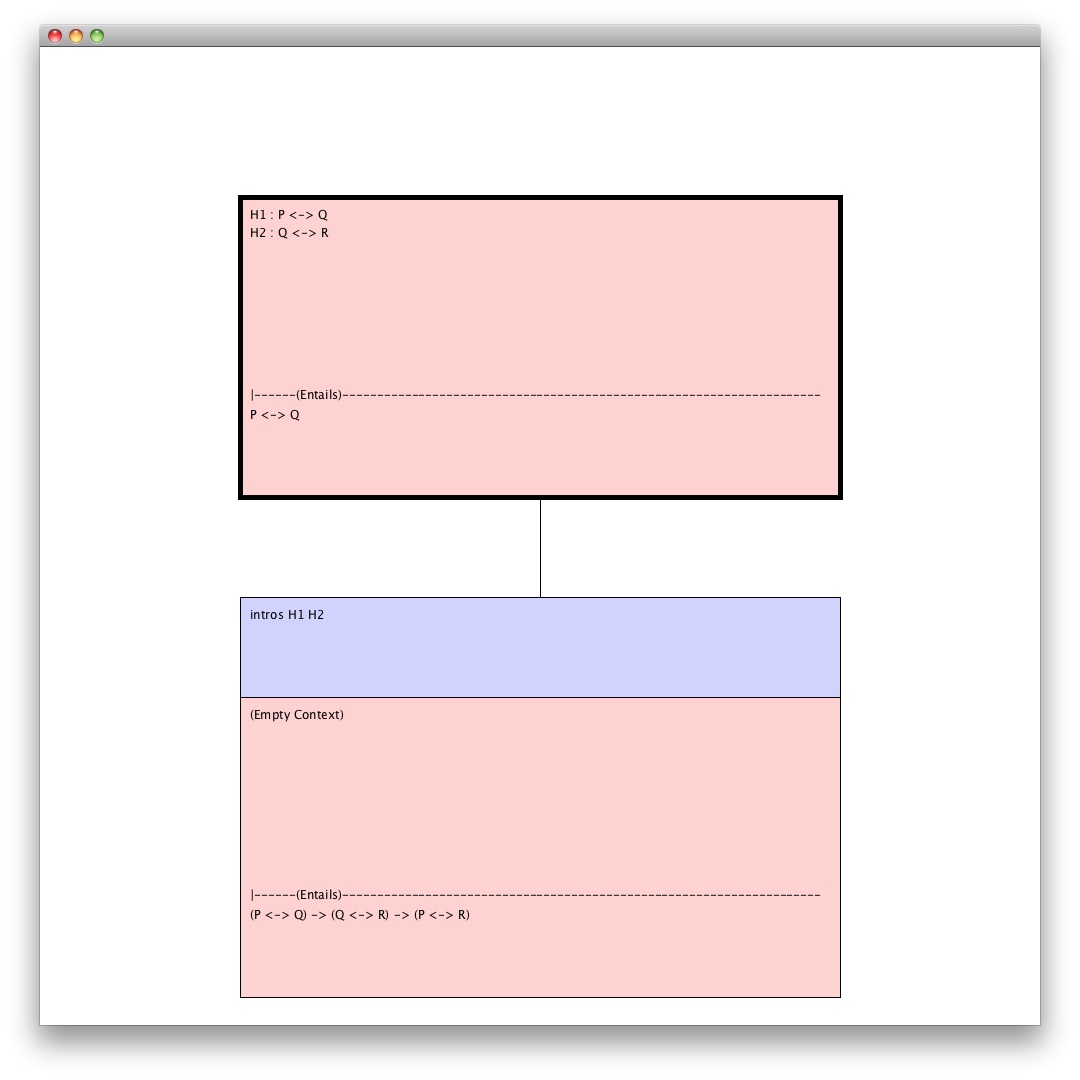 H1 : P <-> Q
H2 : Q <-> R
|------(Entails)---------------------------------------------------------------------
P <-> Q
intros H1 H2
(Empty Context)
|------(Entails)---------------------------------------------------------------------
(P <-> Q) -> (Q <-> R) -> (P <-> R)